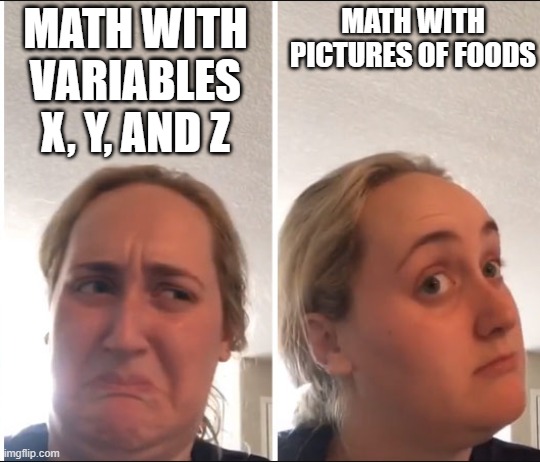 MATH WITH
VARIABLES
X, Y, AND Z
MATH WITH
PICTURES OF FOODS
imgflip.com